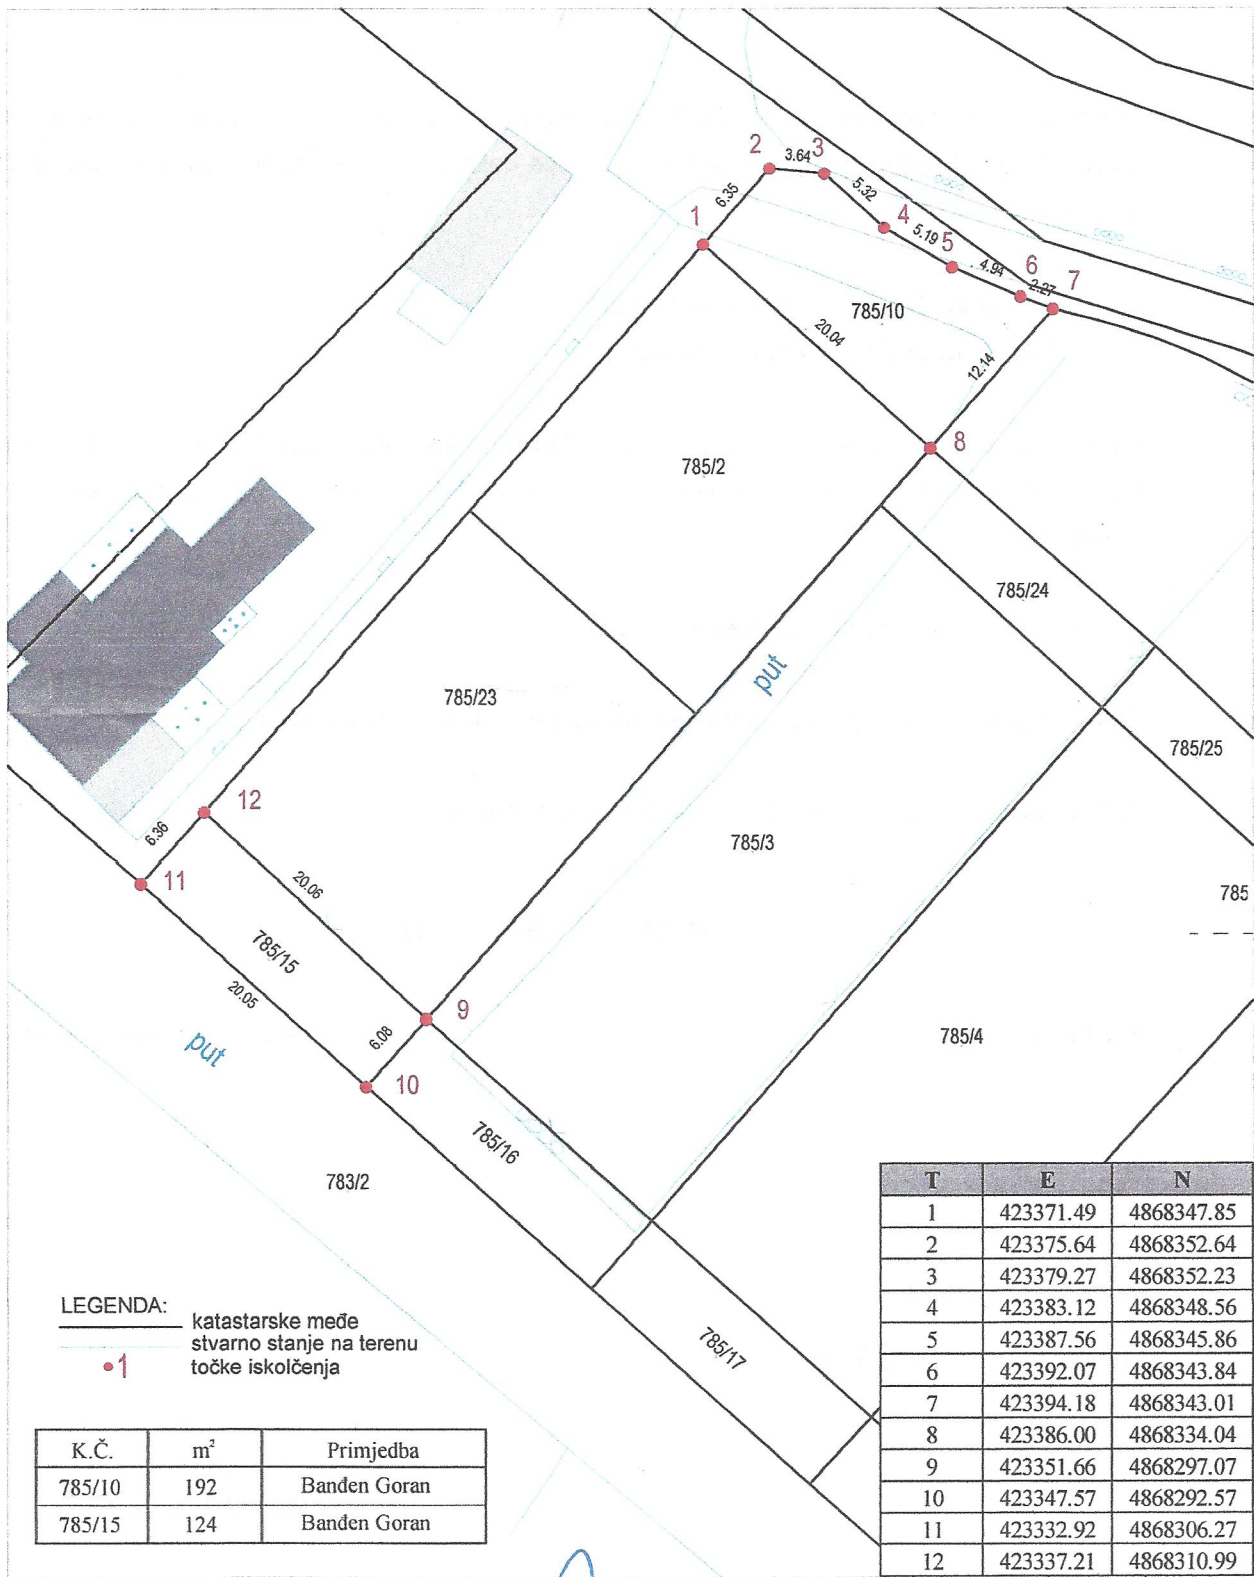 2
3.64
3
5.32
6.35
1
4
5.19
5
4.94
6
2.27
7
785/10
20.04
12.14
8
785/2
785/24
put
785/23
785/25
12
785/3
6.36
11
20.06
785
785/15
20.05
9
put
6.08
785/4
10
785/16
783/2
785/17
LEGENDA:
katastarske međe
stvarno stanje na terenu
1 točke iskolčenja
K.Č. m² Primjedba
785/10 192 Banđen Goran
785/15 124 Banđen Goran
T E N
1 423371.49 4868347.85
2 423375.64 4868352.64
3 423379.27 4868352.23
4 423383.12 4868348.56
5 423387.56 4868345.86
6 423392.07 4868343.84
7 423394.18 4868343.01
8 423386.00 4868334.04
9 423351.66 4868297.07
10 423347.57 4868292.57
11 423332.92 4868306.27
12 423337.21 4868310.99